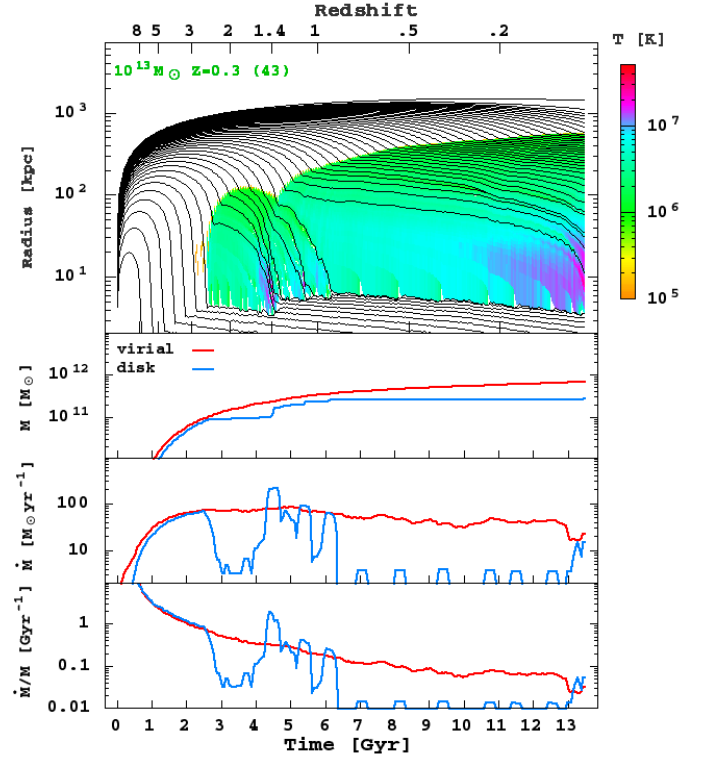 Redshift
8 5 3 2 1.4 1 .5 .2
T [K]
10^13 M⊙ Z=0.3 (43)
10^3
10^2
10^1
Radius [kpc]
10^7
10^6
10^5
virial
disk
10^12
10^11
M [M⊙]
100
10
Ṁ [M⊙yr^-1]
1
0.1
0.01
Ṁ/M [Gyr^-1]
0 1 2 3 4 5 6 7 8 9 10 11 12 13
Time [Gyr]